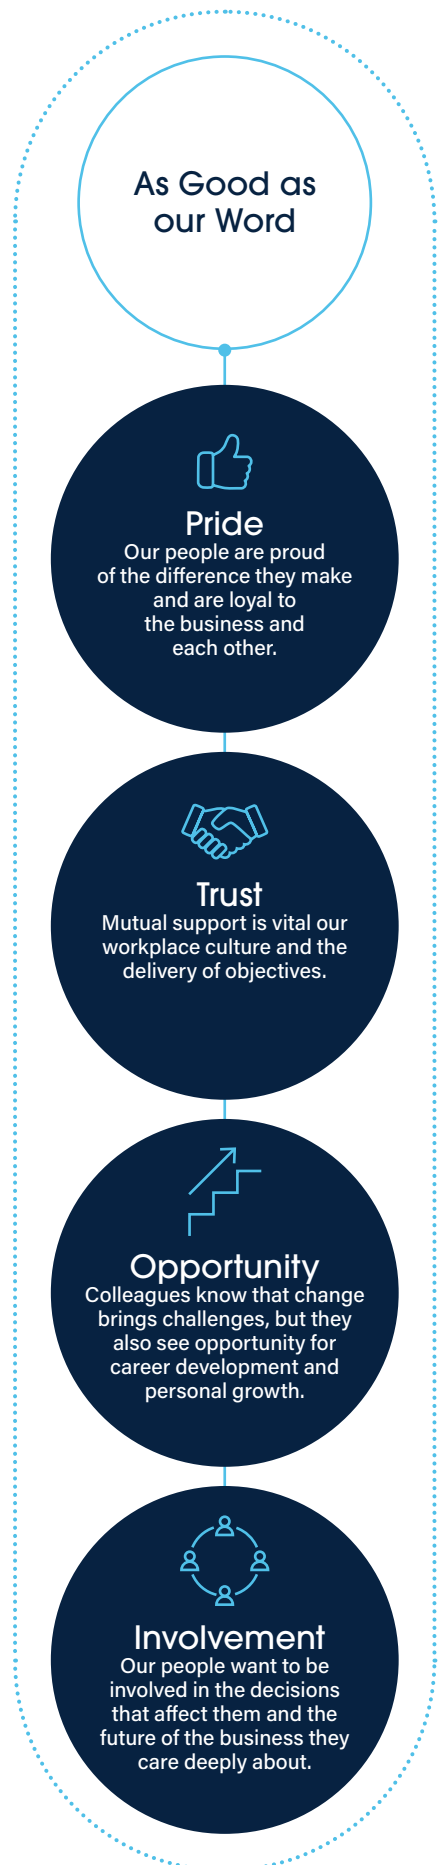 As Good as
our Word
Pride
Our people are proud
of the difference they make
and are loyal to
the business and
each other.
Trust
Mutual support is vital our
workplace culture and the
delivery of objectives.
Opportunity
Colleagues know that change
brings challenges, but they
also see opportunity for
career development and
personal growth.
Involvement
Our people want to be
involved in the decisions
that affect them and the
future of the business they
care deeply about.